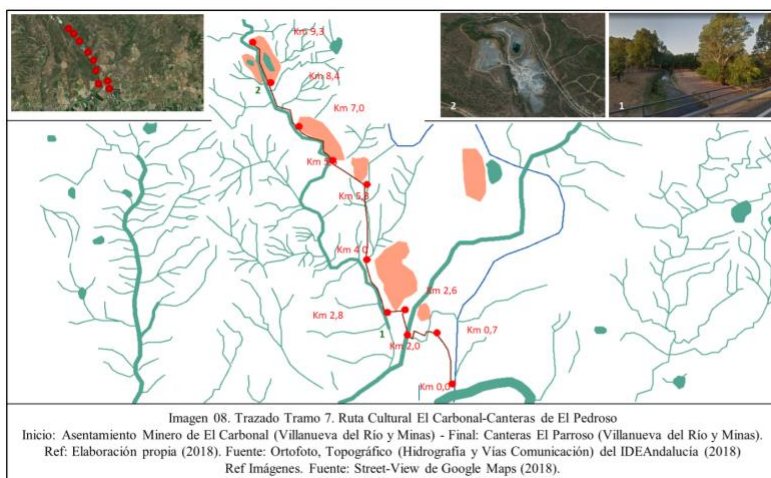 Km 9,3
2
Km 8,4
Km 7,0
Km 5,8
Km 4,0
Km 2,6
Km 2,8
1
Km 2,0
Km 0,7
Km 0,0
2
1
Imagen 08. Trazado Tramo 7. Ruta Cultural El Carbonal-Canteras de El Pedroso
Inicio: Asentamiento Minero de El Carbonal (Villanueva del Río y Minas) - Final: Canteras El Parroso (Villanueva del Río y Minas).
Ref: Elaboración propia (2018). Fuente: Ortofoto, Topográfico (Hidrografía y Vías Comunicación) del IDEAndalucía (2018)
Ref Imágenes. Fuente: Street-View de Google Maps (2018).